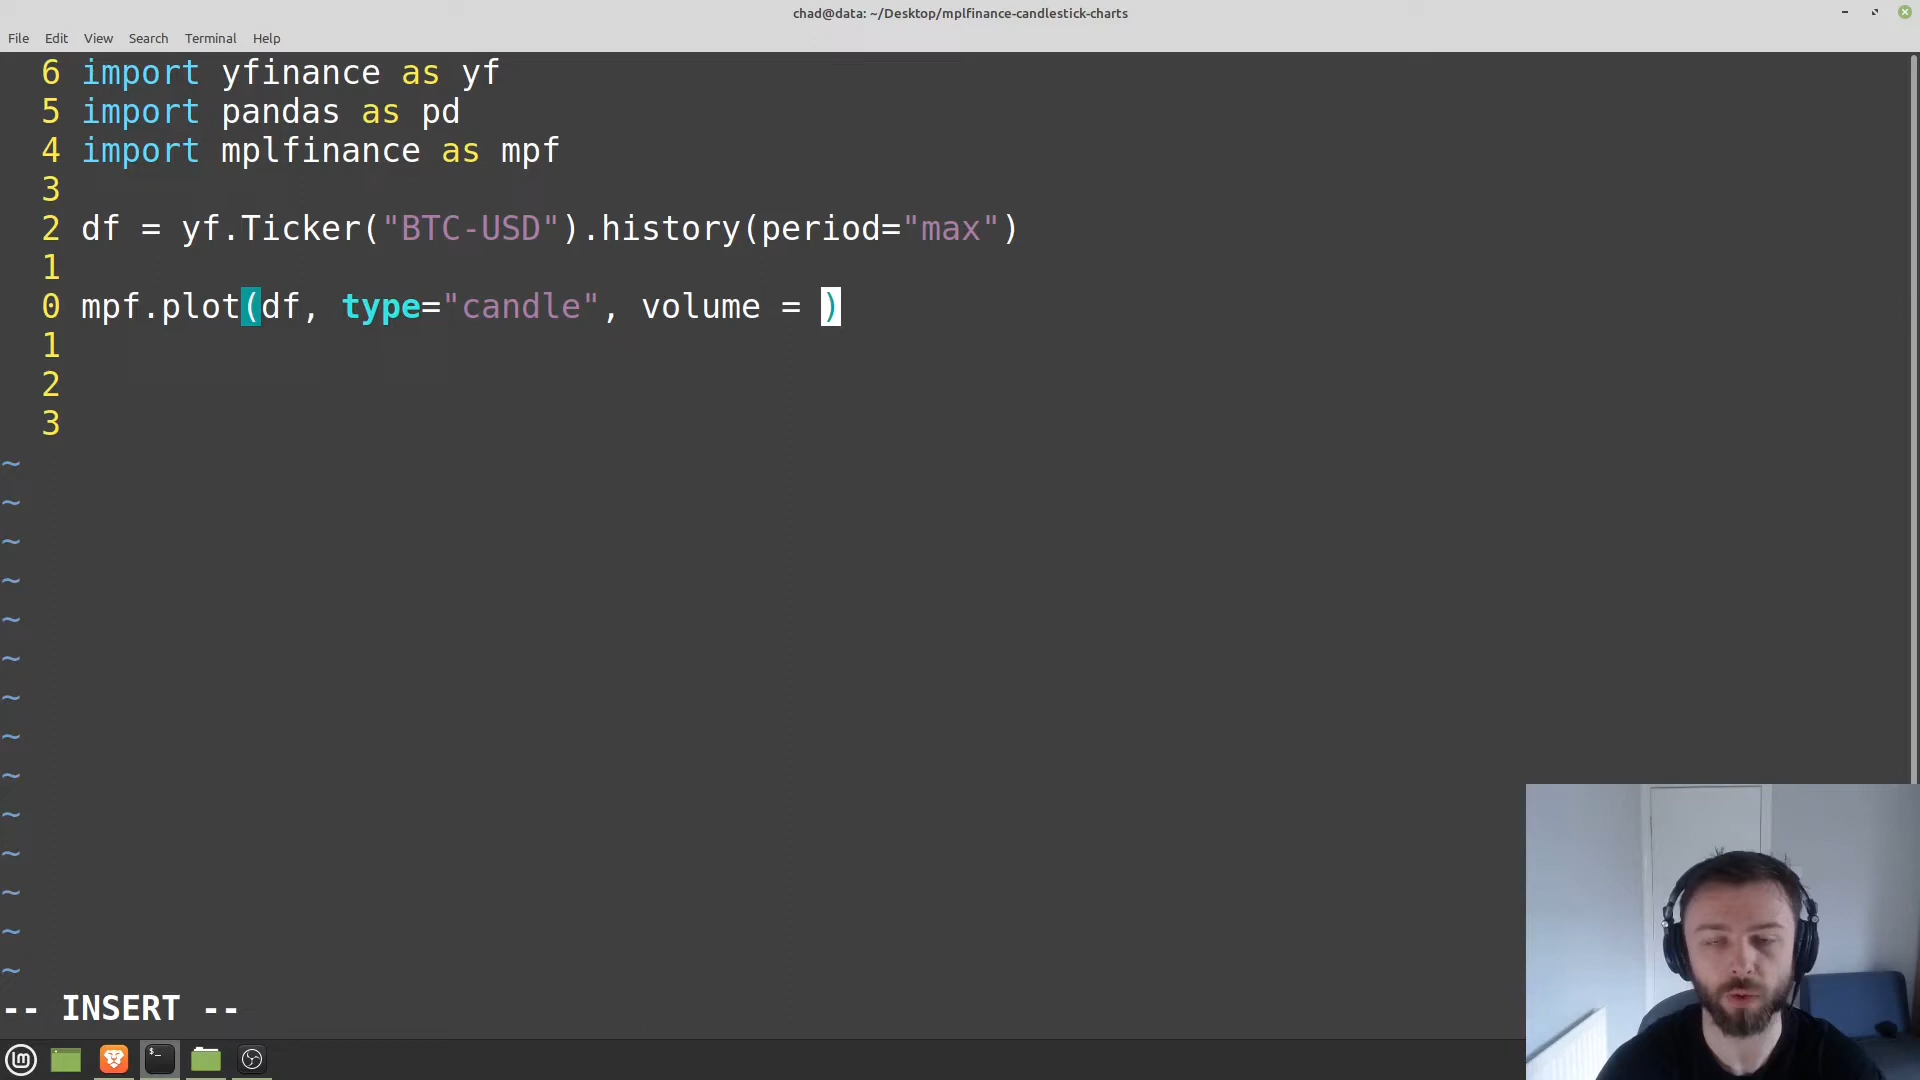 chad@data: ~/Desktop/mplfinance-candlestick-charts
File Edit View Search Terminal Help
6 import yfinance as yf
5 import pandas as pd
4 import mplfinance as mpf
3
2 df = yf.Ticker("BTC-USD").history(period="max")
1
0 mpf.plot(df, type="candle", volume = )
1
2
3
~
~
~
~
~
~
~
~
~
~
~
~
~
~
-- INSERT --